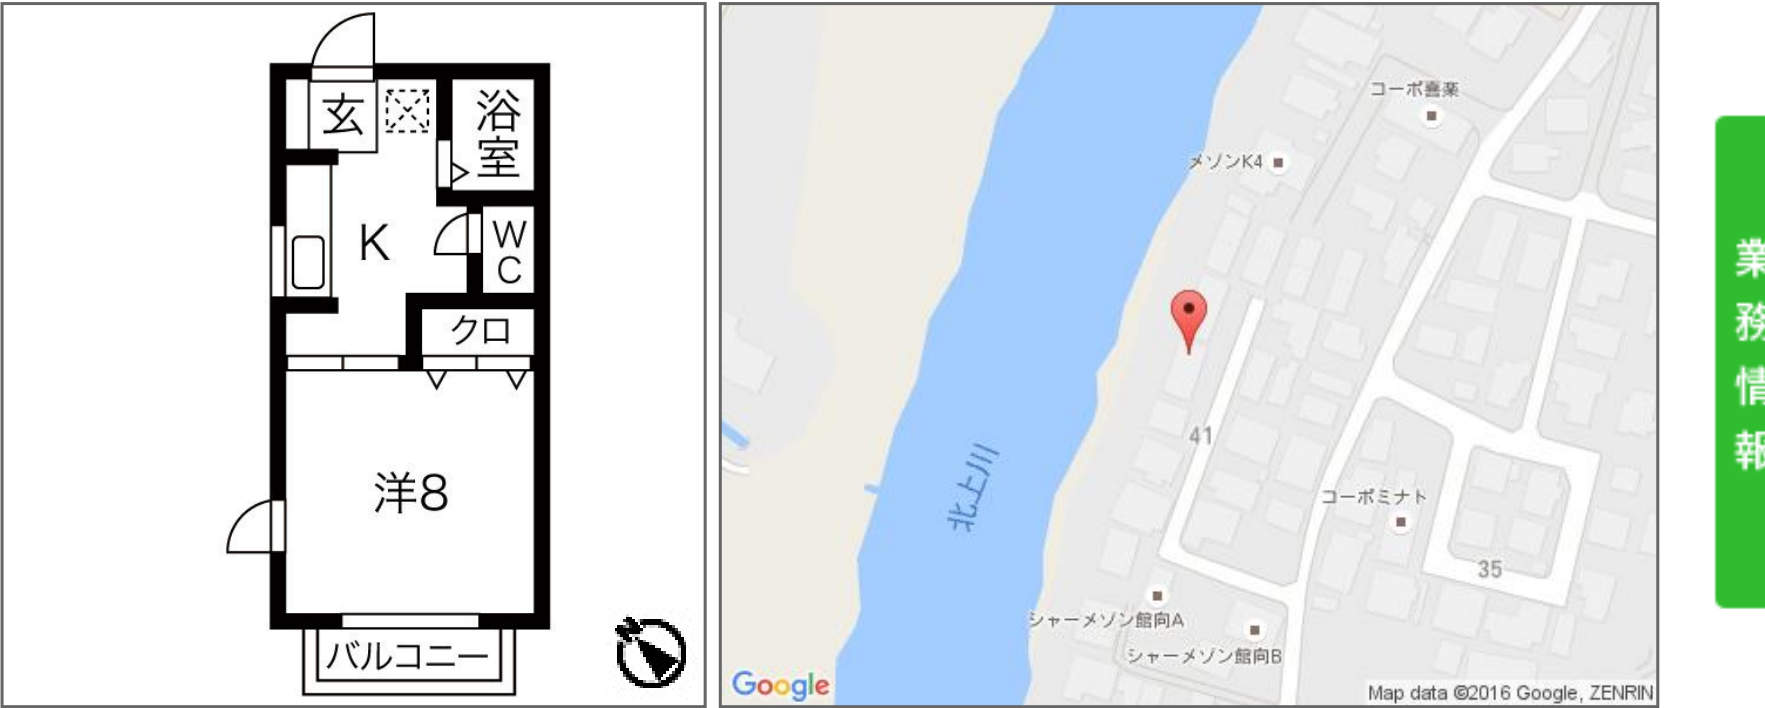 玄
浴室
K
WC
クロ
洋8
バルコニー
N
コーポ喜楽
メゾンK4
41
北上川
コーポミナト
35
シャーメゾン館向A
シャーメゾン館向B
Google
Map data ©2016 Google, ZENRIN
業務情報